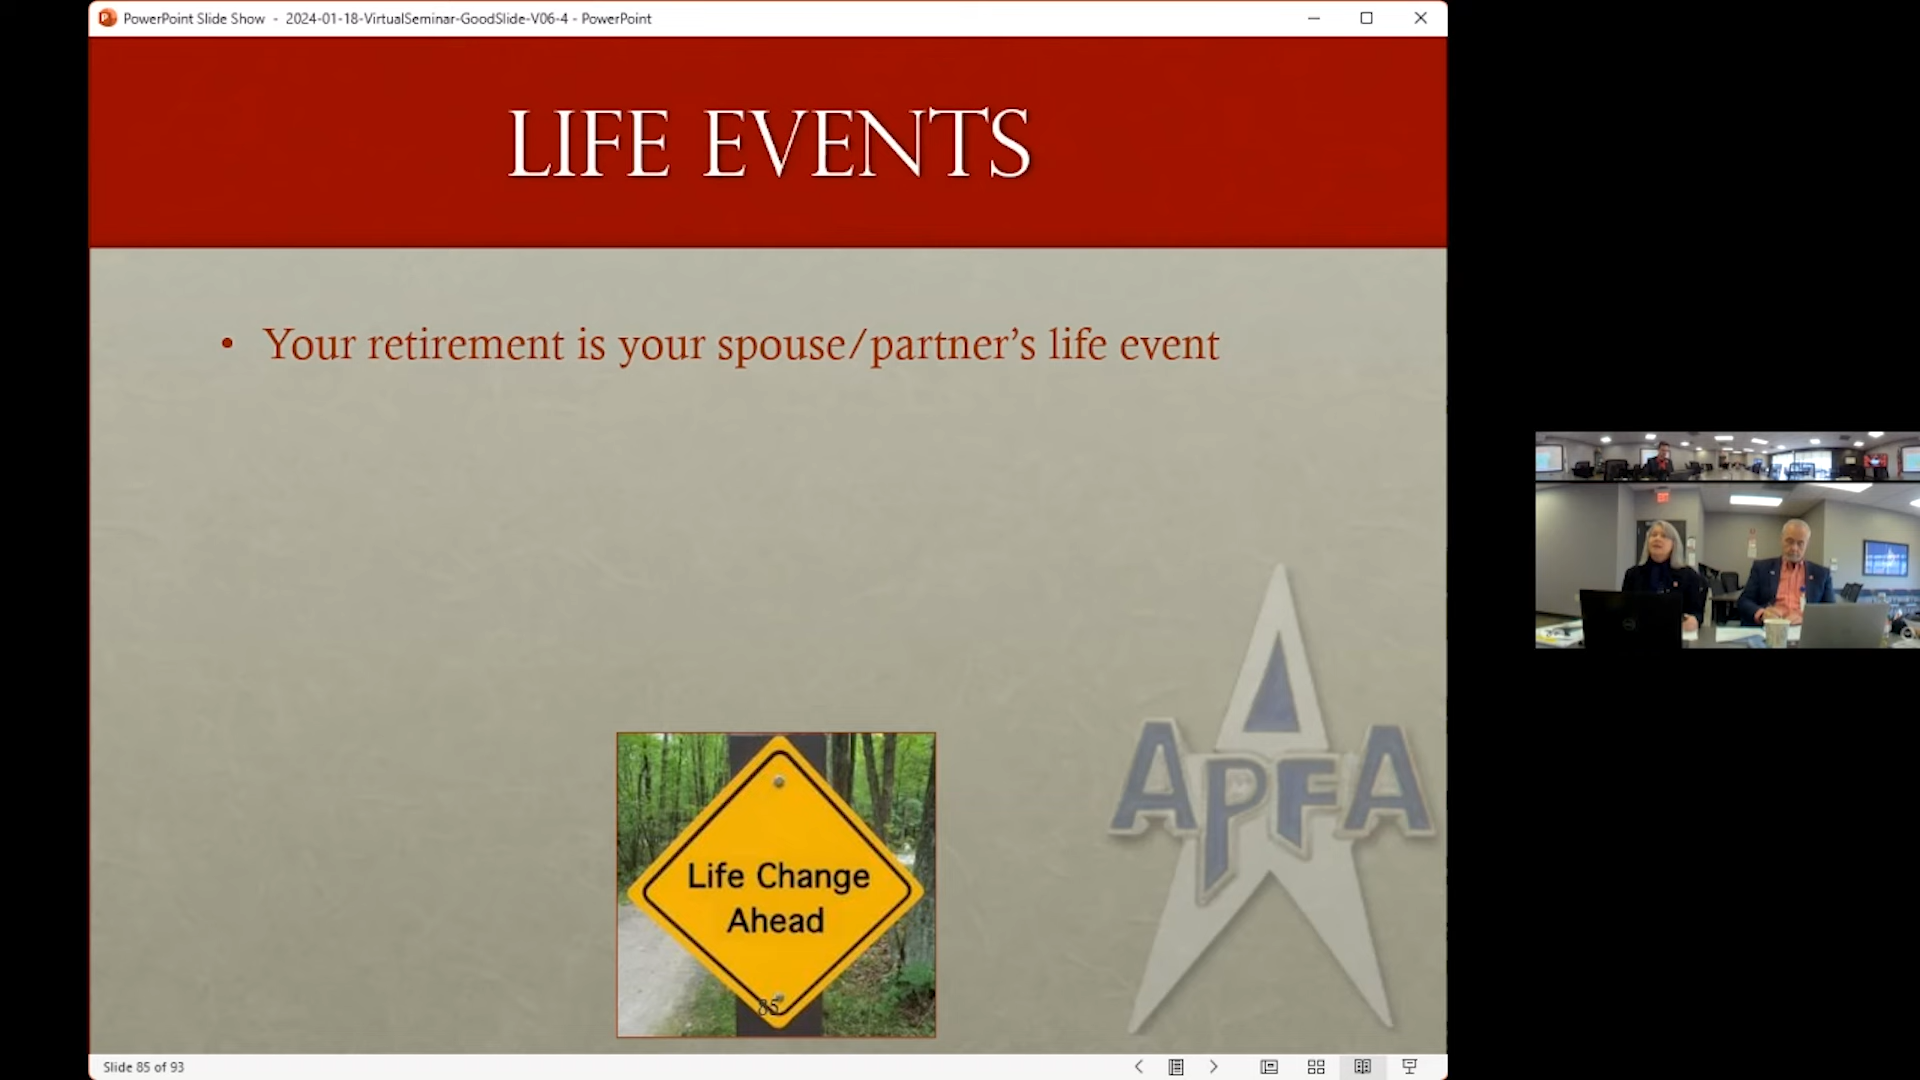 PowerPoint Slide Show - 2024-01-18-VirtualSeminar-GoodSlide-V06-4 - PowerPoint
LIFE EVENTS
• Your retirement is your spouse/partner's life event
Life Change
Ahead
85
APFA
Slide 85 of 93